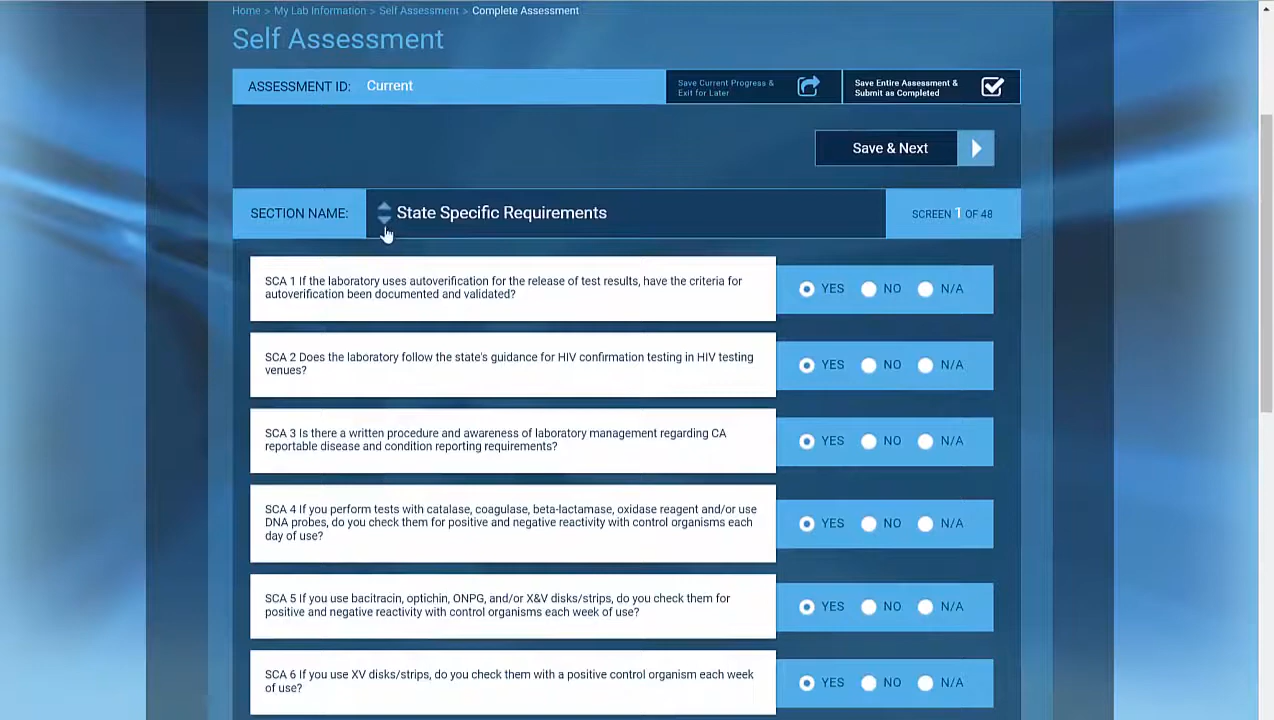 Home > My Lab Information > Self Assessment > Complete Assessment
Self Assessment
ASSESSMENT ID: Current
Save Current Progress &
Exit for Later
Save Entire Assessment &
Submit as Completed
Save & Next
SECTION NAME: State Specific Requirements SCREEN 1 OF 48
SCA 1 If the laboratory uses autoverification for the release of test results, have the criteria for
autoverification been documented and validated?
YES NO N/A
SCA 2 Does the laboratory follow the state's guidance for HIV confirmation testing in HIV testing
venues?
YES NO N/A
SCA 3 Is there a written procedure and awareness of laboratory management regarding CA
reportable disease and condition reporting requirements?
YES NO N/A
SCA 4 If you perform tests with catalase, coagulase, beta-lactamase, oxidase reagent and/or use
DNA probes, do you check them for positive and negative reactivity with control organisms each
day of use?
YES NO N/A
SCA 5 If you use bacitracin, optichin, ONPG, and/or X&V disks/strips, do you check them for
positive and negative reactivity with control organisms each week of use?
YES NO N/A
SCA 6 If you use XV disks/strips, do you check them with a positive control organism each week
of use?
YES NO N/A